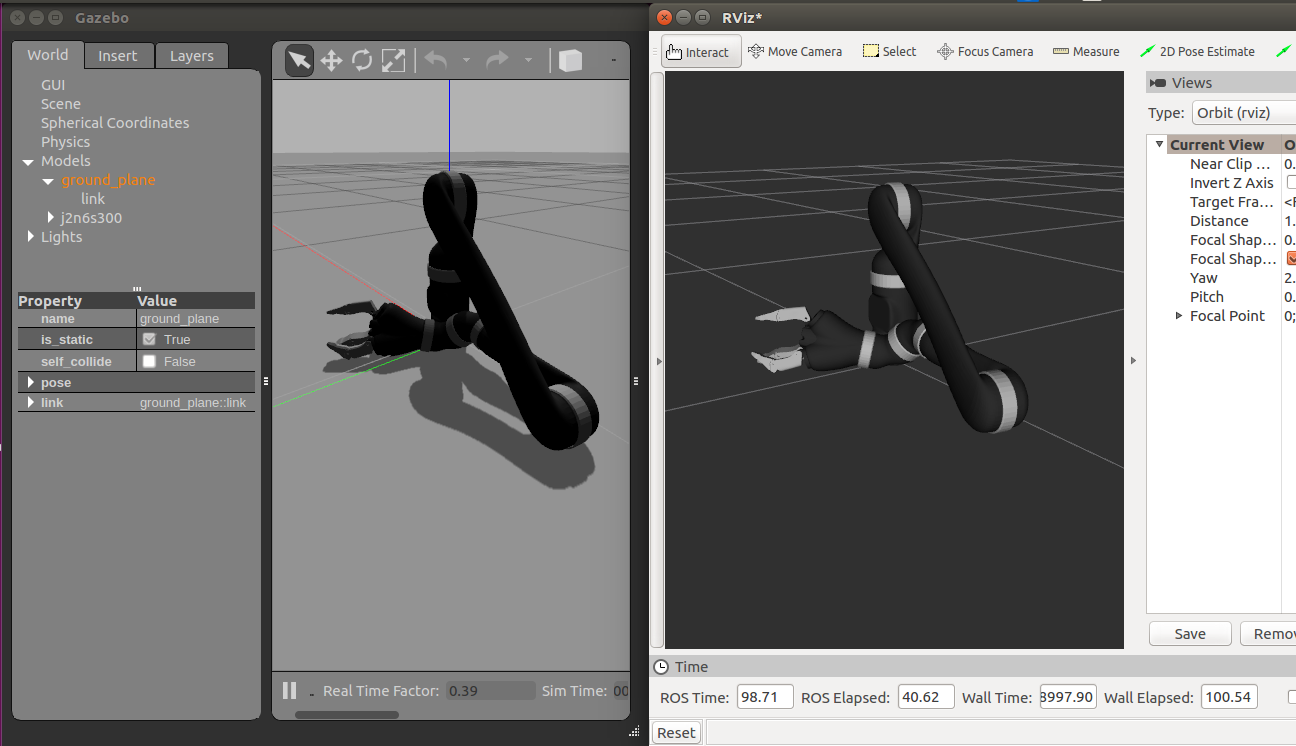 Gazebo
World Insert Layers
GUI
Scene
Spherical Coordinates
Physics
Models
ground_plane
link
j2n6s300
Lights
Property Value
name ground_plane
is_static True
self_collide False
pose
link ground_plane::link
Real Time Factor: 0.39 Sim Time: 00
RViz*
Interact Move Camera Select Focus Camera Measure 2D Pose Estimate
Views
Type: Orbit (rviz)
Current View O
Near Clip ... 0.
Invert Z Axis
Target Fra... <F
Distance 1.
Focal Shap... 0.
Focal Shap...
Yaw 2.
Pitch 0.
Focal Point 0;
Save Remov
Time
ROS Time: 98.71 ROS Elapsed: 40.62 Wall Time: 8997.90 Wall Elapsed: 100.54
Reset